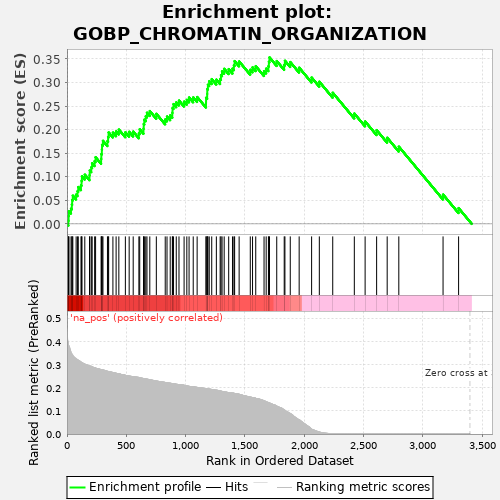 Enrichment plot:
GOBP_CHROMATIN_ORGANIZATION
Enrichment score (ES)
0.35
0.30
0.25
0.20
0.15
0.10
0.05
0.00
'na_pos' (positively correlated)
Ranked list metric (PreRanked)
0.5
0.4
0.3
0.2
0.1
0.0
Zero cross at
0
500
1,000
1,500
2,000
2,500
3,000
3,500
Rank in Ordered Dataset
Enrichment profile
Hits
Ranking metric scores